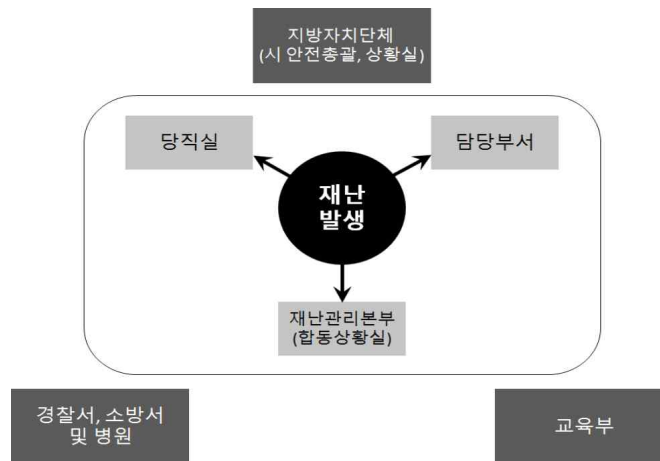 지방자치단체
(시 안전총괄, 상황실)
당직실
담당부서
재난
발생
재난관리본부
(합동상황실)
경찰서, 소방서
및 병원
교육부